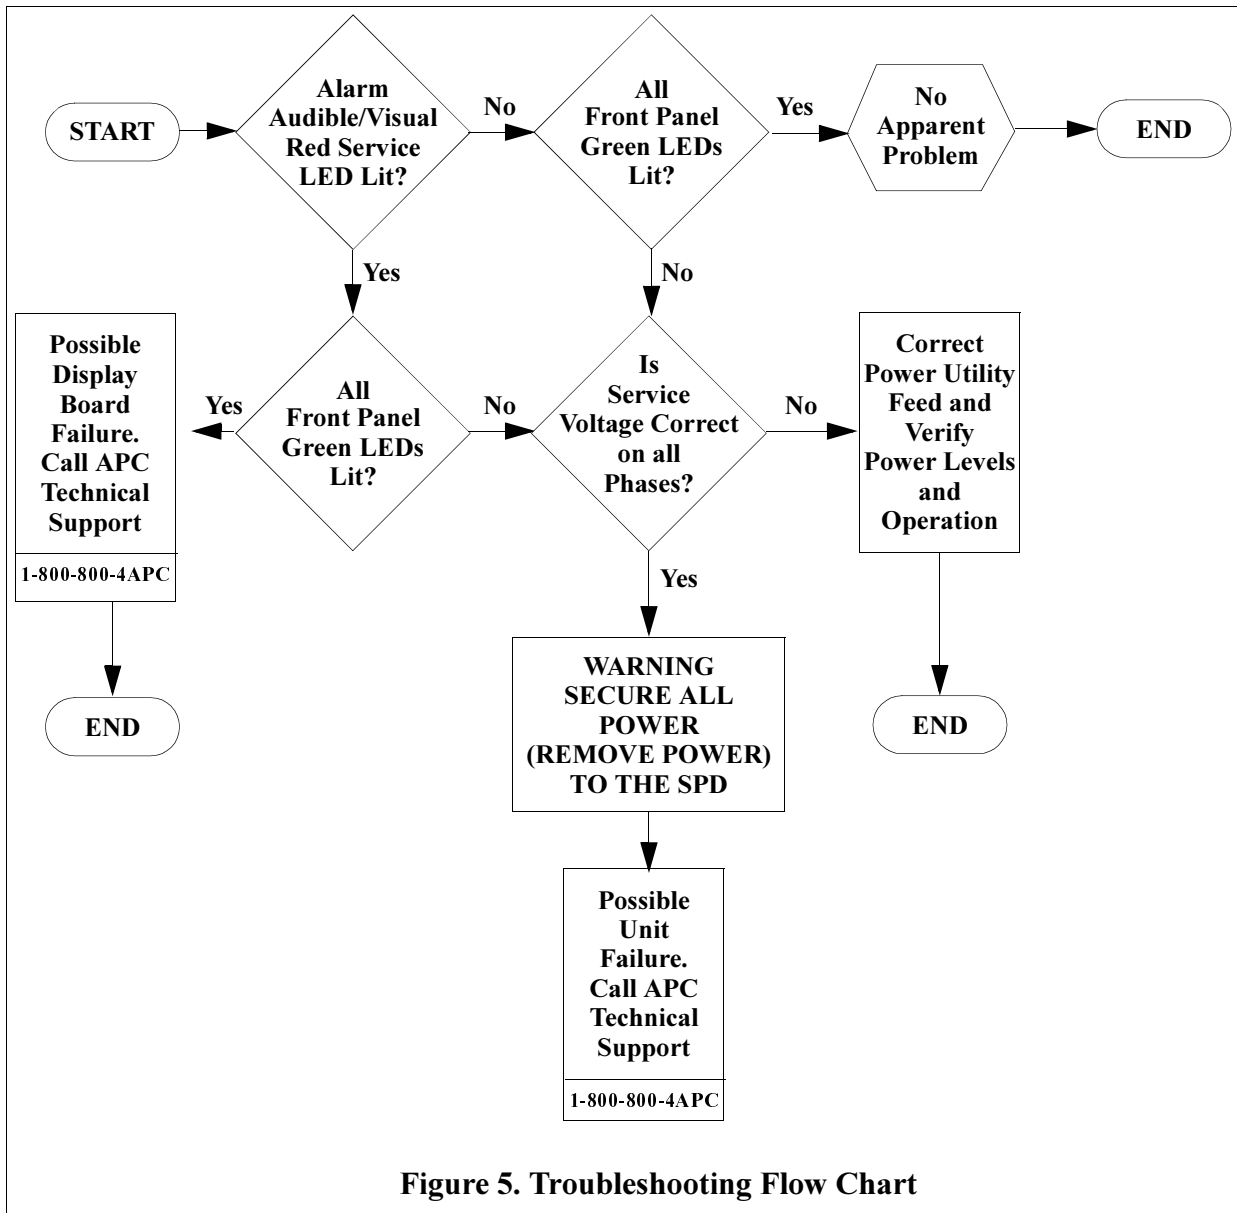 START
Alarm
Audible/Visual
Red Service
LED Lit?
No
All
Front Panel
Green LEDs
Lit?
Yes
No
Apparent
Problem
END
Yes
No
Possible
Display
Board
Failure.
Call APC
Technical
Support
1-800-800-4APC
Yes
All
Front Panel
Green LEDs
Lit?
No
Is
Service
Voltage Correct
on all
Phases?
No
Correct
Power Utility
Feed and
Verify
Power Levels
and
Operation
Yes
END
WARNING
SECURE ALL
POWER
(REMOVE POWER)
TO THE SPD
END
Possible
Unit
Failure.
Call APC
Technical
Support
1-800-800-4APC
Figure 5. Troubleshooting Flow Chart